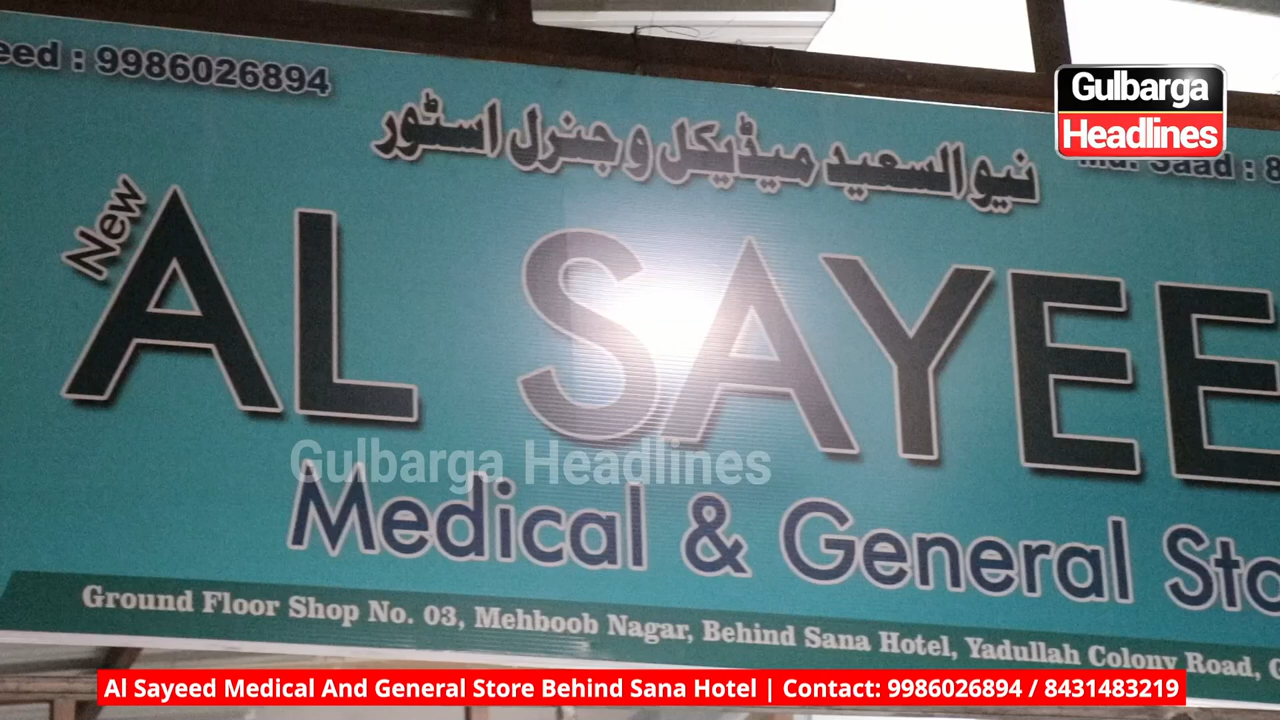 eed : 9986026894
Gulbarga
Headlines
Md. Saad : 8
نیو السعید میڈیکل و جنرل اسٹور
New
AL SAYEE
Gulbarga Headlines
Medical & General Sto
Ground Floor Shop No. 03, Mehboob Nagar, Behind Sana Hotel, Yadullah Colony Road, G
Al Sayeed Medical And General Store Behind Sana Hotel | Contact: 9986026894 / 8431483219